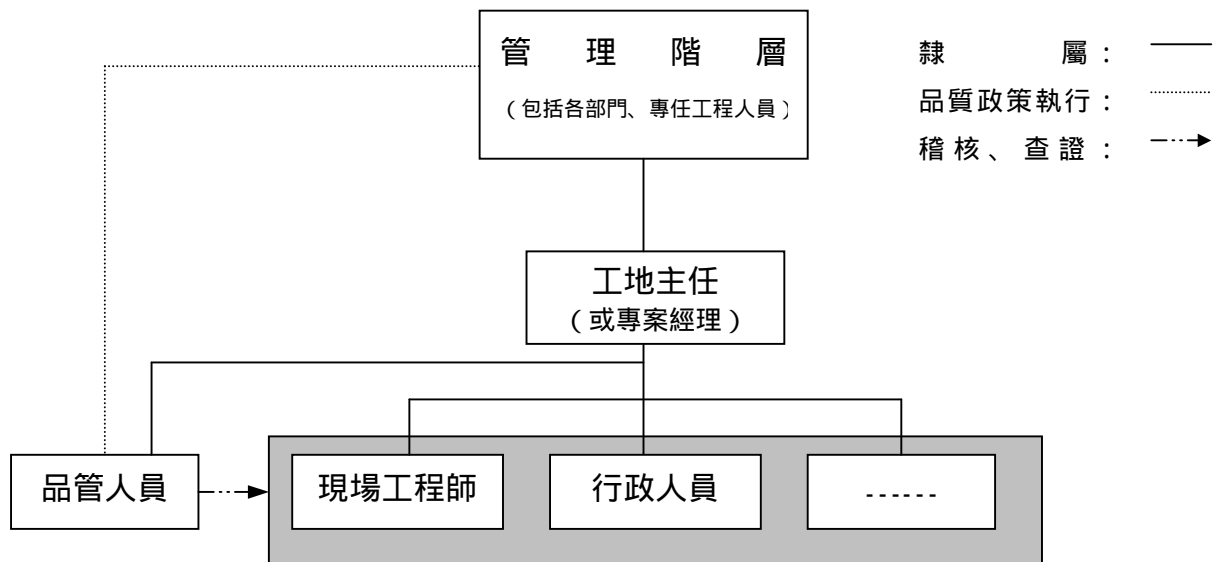 管理階層
（包括各部門、專任工程人員）
隸屬：
品質政策執行：
稽核、查證：
工地主任
（或專案經理）
品管人員
現場工程師
行政人員
------